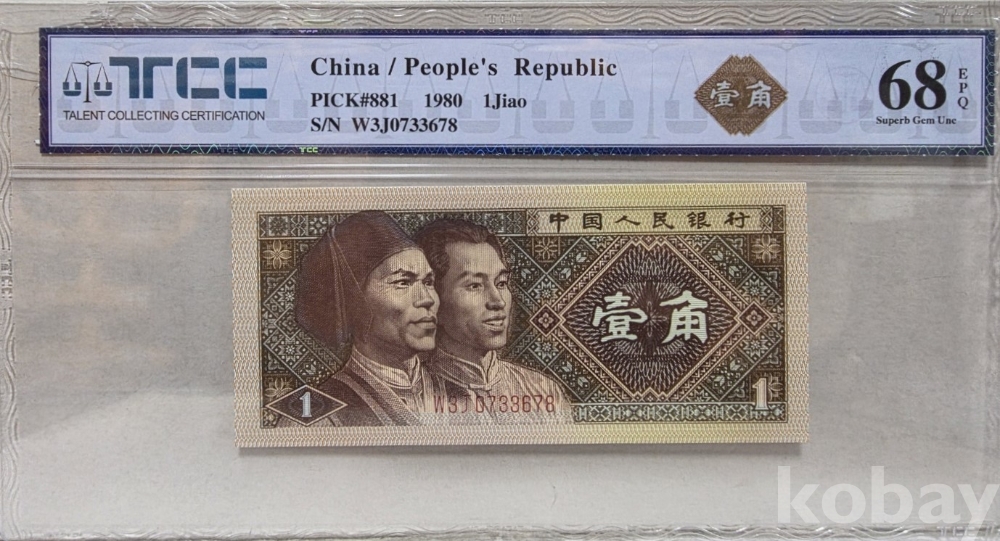 TCC
TALENT COLLECTING CERTIFICATION
China / People's Republic
PICK#881 1980 1Jiao
S/N W3J0733678
壹角
68 EPQ
Superb Gem Unc
TCC
中国人民银行
壹角
1
W3J0733678
1
kobay